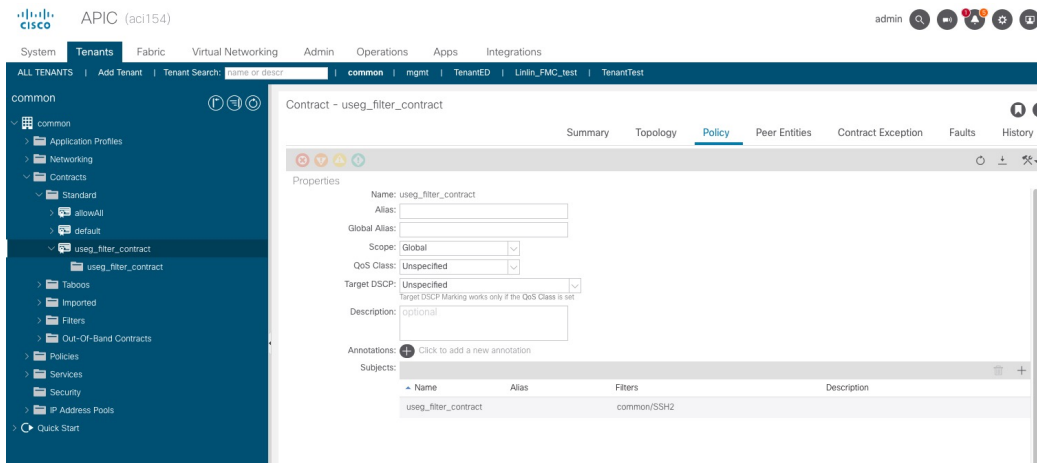 cisco APIC (aci154) admin 1 5
System Tenants Fabric Virtual Networking Admin Operations Apps Integrations
ALL TENANTS | Add Tenant | Tenant Search: name or descr | common | mgmt | TenantED | Linlin_FMC_test | TenantTest
common
common
Application Profiles
Networking
Contracts
Standard
allowAll
default
useg_filter_contract
useg_filter_contract
Taboos
Imported
Filters
Out-Of-Band Contracts
Policies
Services
Security
IP Address Pools
Quick Start
Contract - useg_filter_contract
Summary Topology Policy Peer Entities Contract Exception Faults History
Properties
Name: useg_filter_contract
Alias:
Global Alias:
Scope: Global
QoS Class: Unspecified
Target DSCP: Unspecified
Target DSCP Marking works only if the QoS Class is set
Description: optional
Annotations: Click to add a new annotation
Subjects:
Name Alias Filters Description
useg_filter_contract common/SSH2